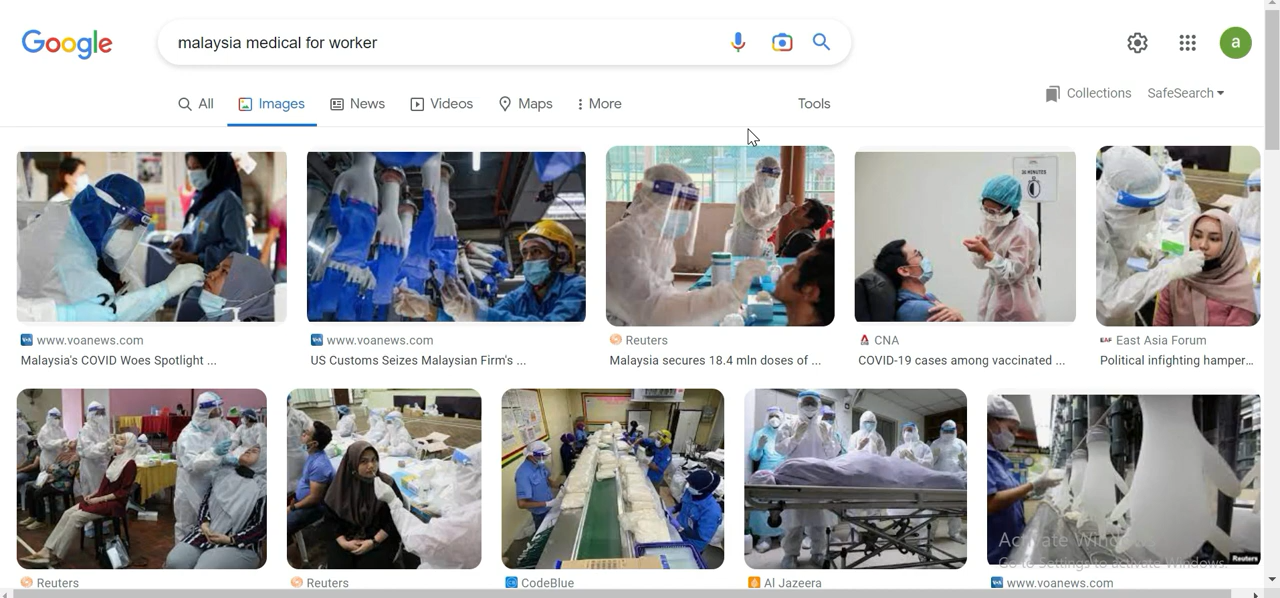 Google
malaysia medical for worker
a
All
Images
News
Videos
Maps
More
Tools
Collections
SafeSearch
30 MINUTES
www.voanews.com
Malaysia's COVID Woes Spotlight ...
www.voanews.com
US Customs Seizes Malaysian Firm's ...
Reuters
Malaysia secures 18.4 mln doses of ...
CNA
COVID-19 cases among vaccinated ...
EAF East Asia Forum
Political infighting hamper...
Activate Windows
Go to Settings to activate Windows.
Reuters
Reuters
Reuters
CodeBlue
Al Jazeera
www.voanews.com